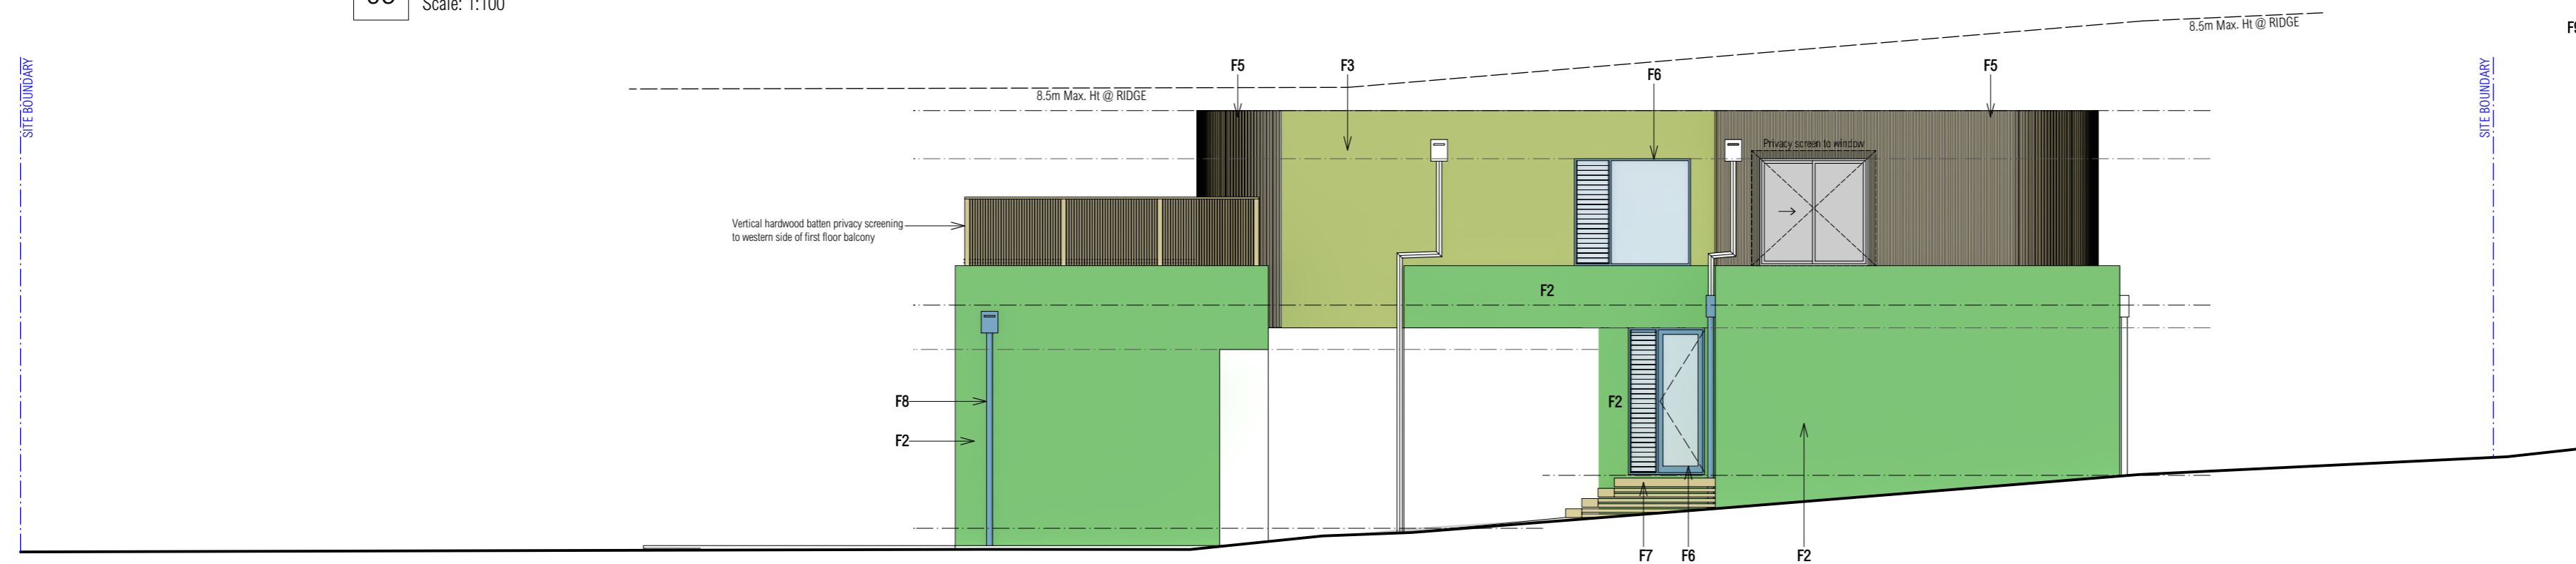 Scale: 1:100
8.5m Max. Ht @ RIDGE
SITE BOUNDARY
F5
F3
F6
F5
SITE BOUNDARY
8.5m Max. Ht @ RIDGE
Privacy screen to window
Vertical hardwood batten privacy screening
to western side of first floor balcony
F2
F8
F2
F2
F7
F6
F2